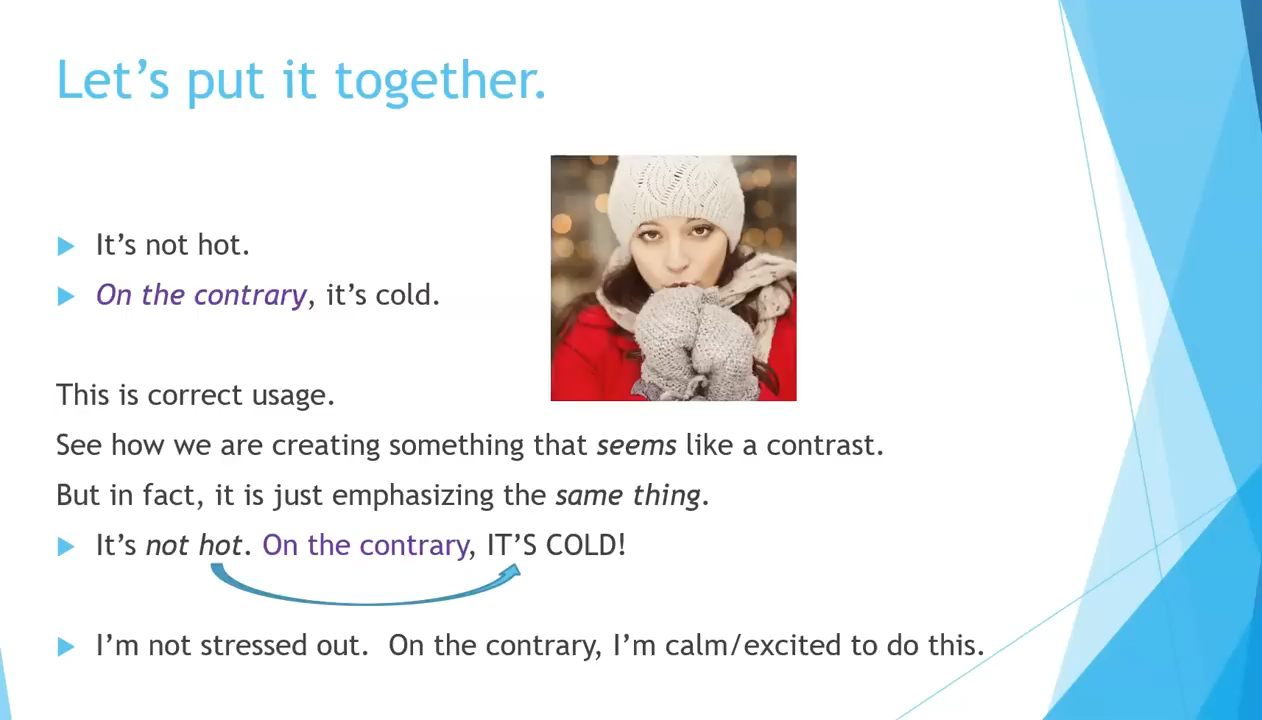 Let's put it together.
It's not hot.
On the contrary, it's cold.
This is correct usage.
See how we are creating something that seems like a contrast.
But in fact, it is just emphasizing the same thing.
It's not hot. On the contrary, IT'S COLD!
I'm not stressed out.  On the contrary, I'm calm/excited to do this.